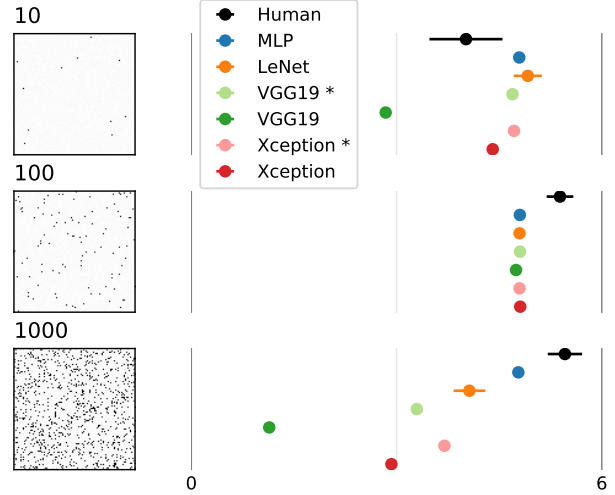 10
Human
MLP
LeNet
VGG19 *
VGG19
Xception *
Xception
100
1000
0
6